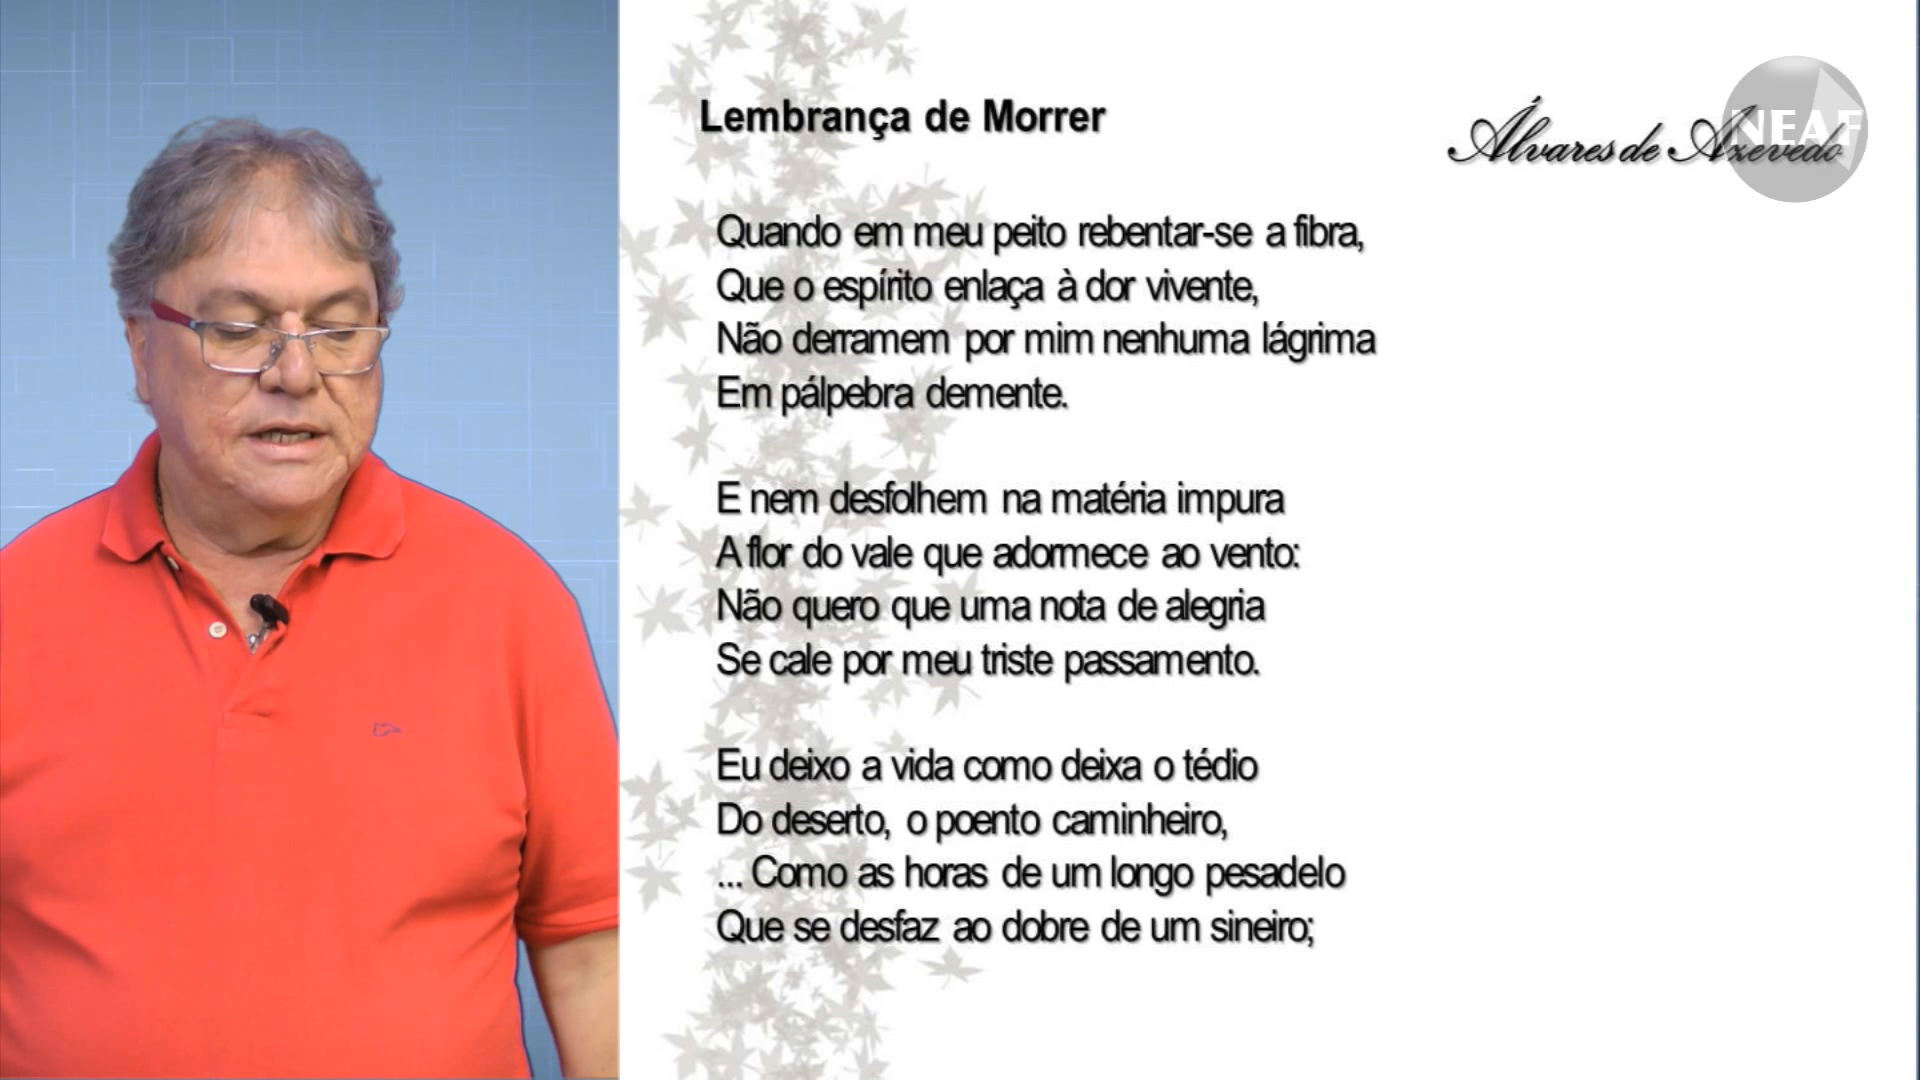 Lembrança de Morrer
Álvares de Azevedo
NEAF
Quando em meu peito rebentar-se a fibra,
Que o espírito enlaça à dor vivente,
Não derramem por mim nenhuma lágrima
Em pálpebra demente.
E nem desfolhem na matéria impura
A flor do vale que adormece ao vento:
Não quero que uma nota de alegria
Se cale por meu triste passamento.
Eu deixo a vida como deixa o tédio
Do deserto, o poento caminheiro,
... Como as horas de um longo pesadelo
Que se desfaz ao dobre de um sineiro;